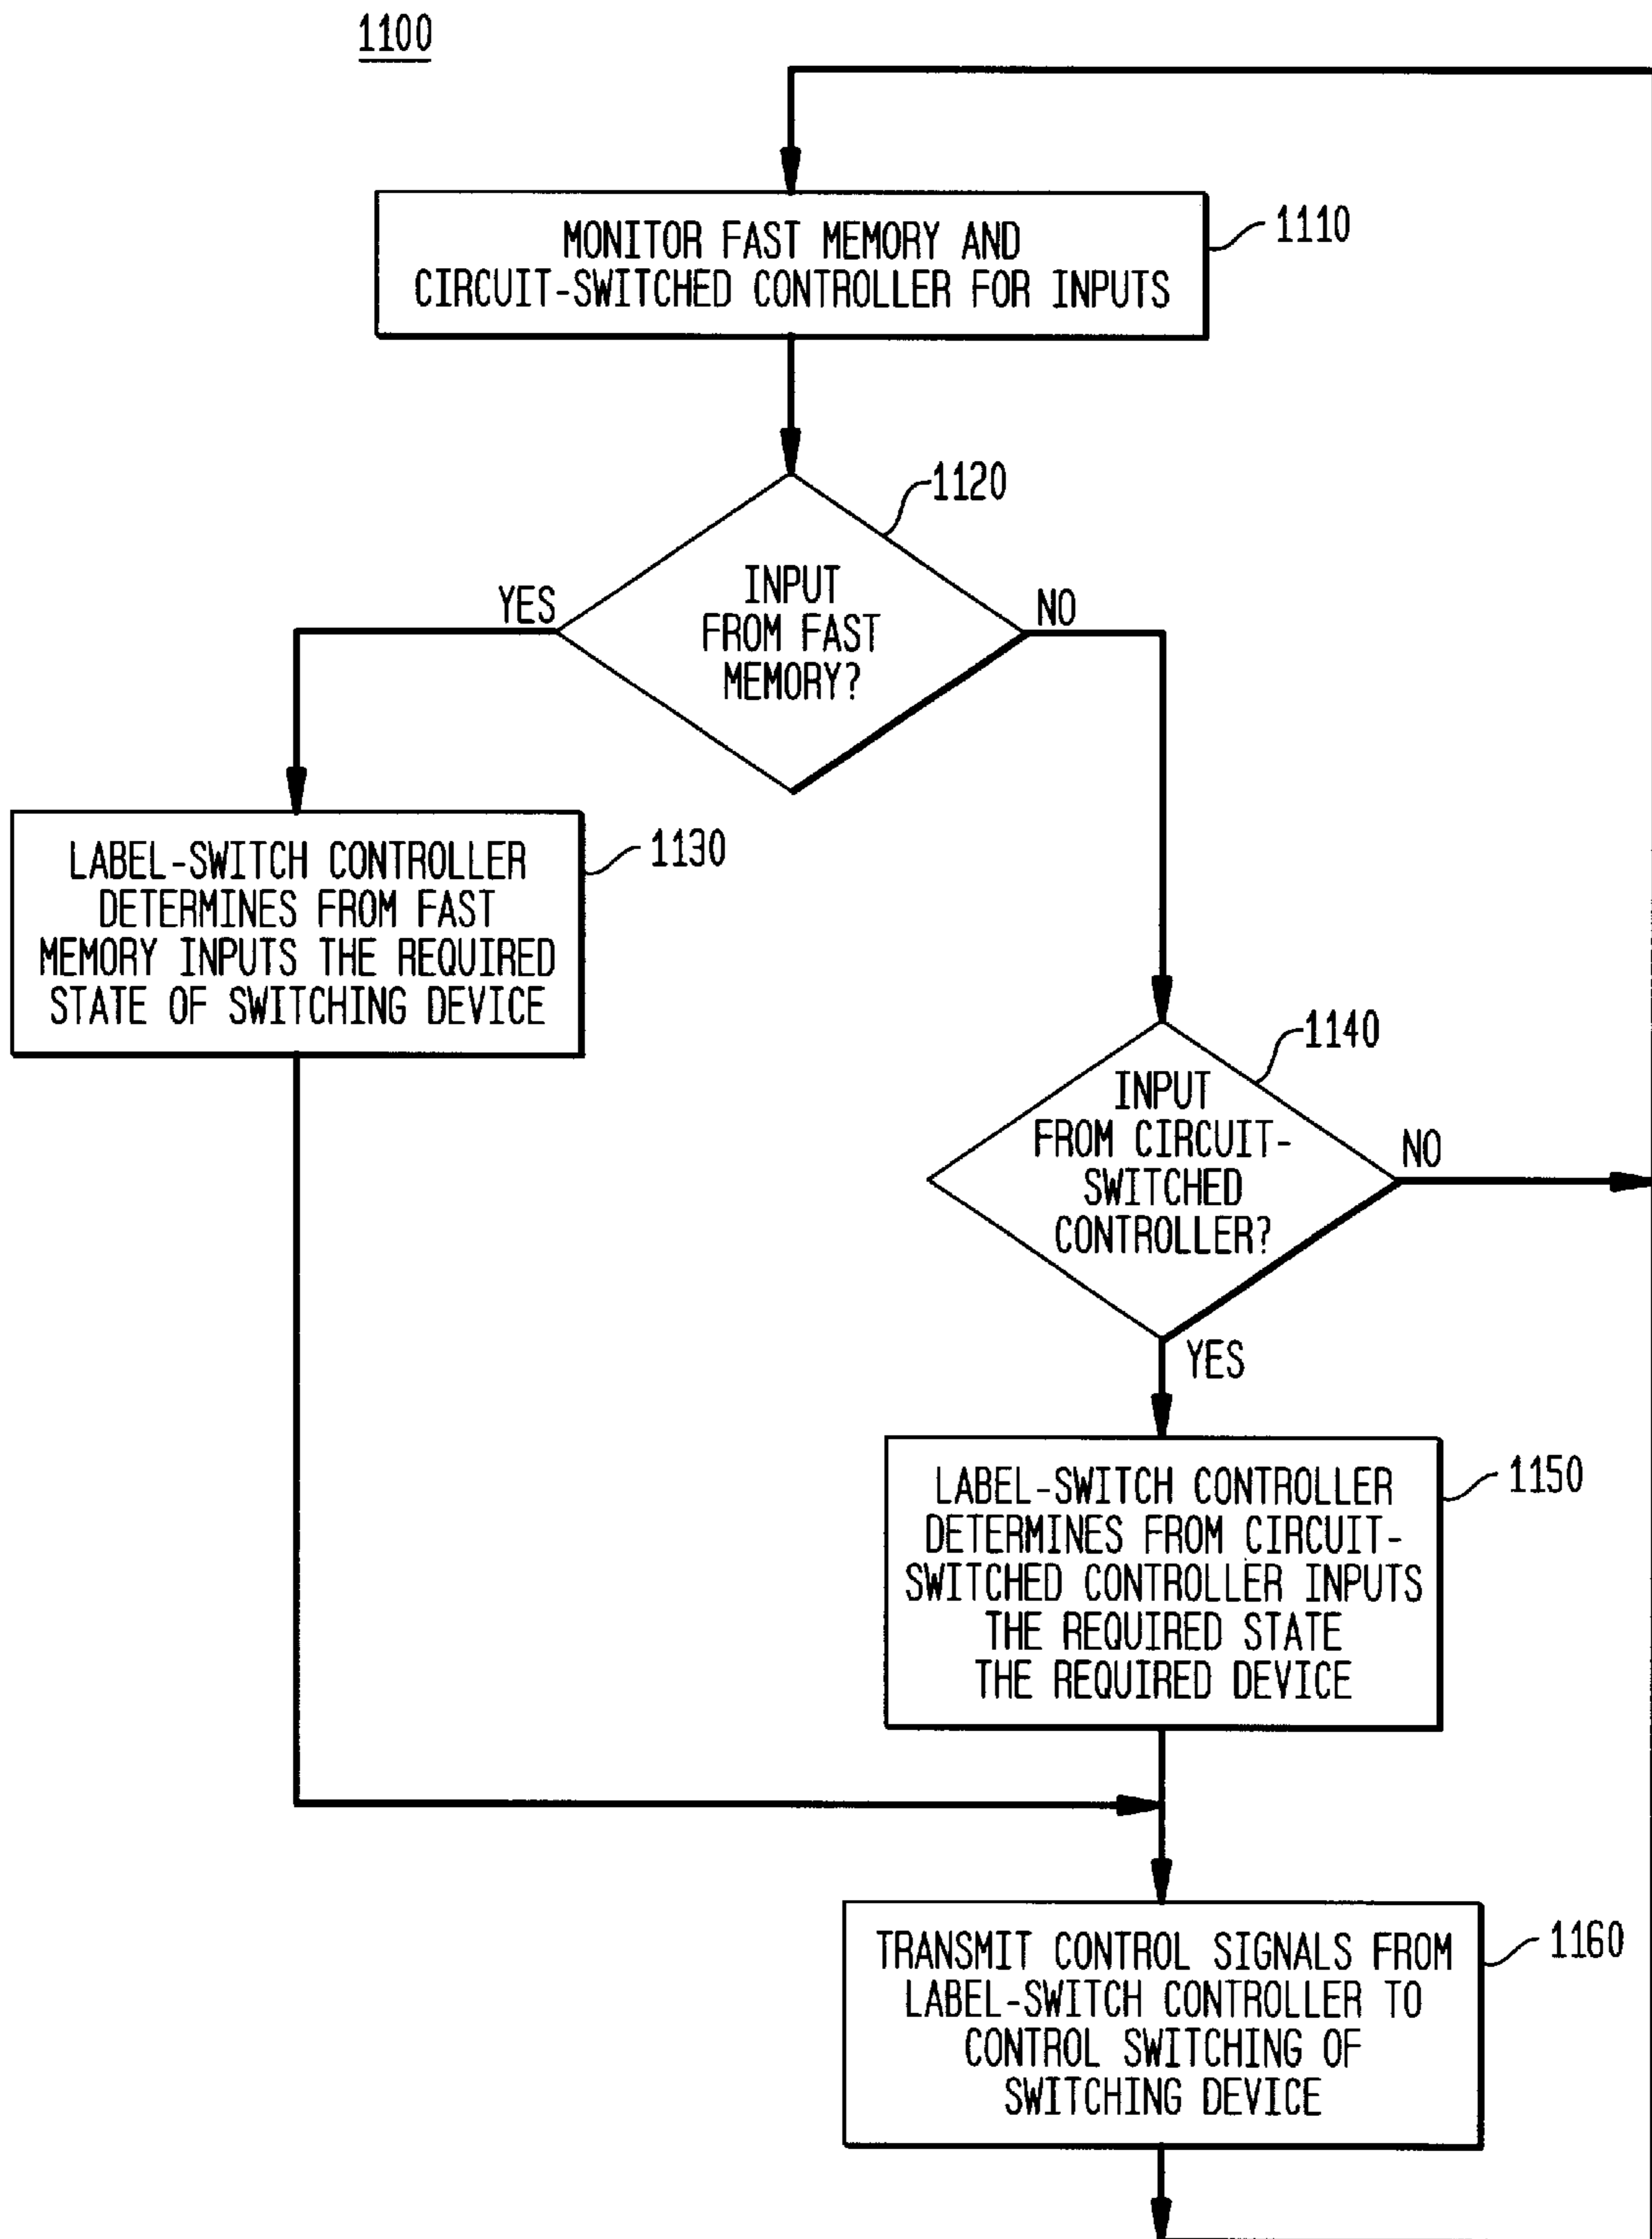 1100
MONITOR FAST MEMORY AND
CIRCUIT-SWITCHED CONTROLLER FOR INPUTS
1110
1120
INPUT
FROM FAST
MEMORY?
YES
NO
LABEL-SWITCH CONTROLLER
DETERMINES FROM FAST
MEMORY INPUTS THE REQUIRED
STATE OF SWITCHING DEVICE
1130
1140
INPUT
FROM CIRCUIT-
SWITCHED
CONTROLLER?
NO
YES
LABEL-SWITCH CONTROLLER
DETERMINES FROM CIRCUIT-
SWITCHED CONTROLLER INPUTS
THE REQUIRED STATE
THE REQUIRED DEVICE
1150
TRANSMIT CONTROL SIGNALS FROM
LABEL-SWITCH CONTROLLER TO
CONTROL SWITCHING OF
SWITCHING DEVICE
1160